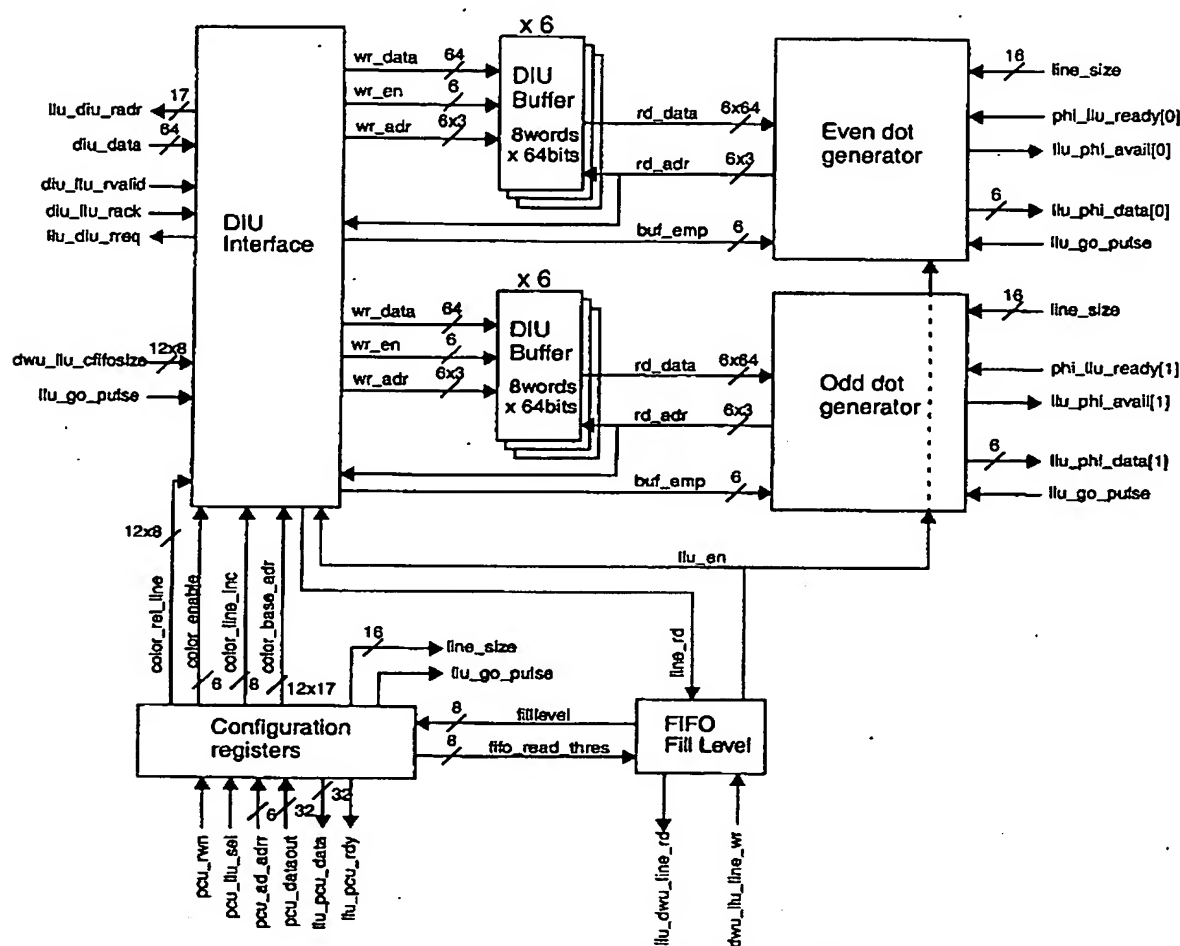 x 6
wr_data
64
wr_en
6
wr_adr
6x3
DIU
Buffer
8words
x 64bits
rd_data
6x64
rd_adr
6x3
buf_emp
6
Even dot
generator
16
line_size
phi_llu_ready[0]
llu_phi_avail[0]
6
llu_phi_data[0]
llu_go_pulse
17
llu_diu_radr
64
diu_data
diu_llu_rvalid
diu_llu_rack
llu_diu_rreq
DIU
Interface
12x8
dwu_llu_cfifosize
llu_go_pulse
x 6
wr_data
64
wr_en
6
wr_adr
6x3
DIU
Buffer
8words
x 64bits
rd_data
6x64
rd_adr
6x3
buf_emp
6
Odd dot
generator
16
line_size
phi_llu_ready[1]
llu_phi_avail[1]
6
llu_phi_data[1]
llu_go_pulse
12x8
color_rel_line
color_enable
6
color_line_inc
8
color_base_adr
12x17
llu_en
line_rd
16
line_size
llu_go_pulse
Configuration
registers
8
filllevel
8
fifo_read_thres
FIFO
Fill Level
pcu_rwn
pcu_llu_sel
pcu_ad_adrr
6
pcu_dataout
32
llu_pcu_data
32
llu_pcu_rdy
llu_dwu_line_rd
dwu_llu_line_wr